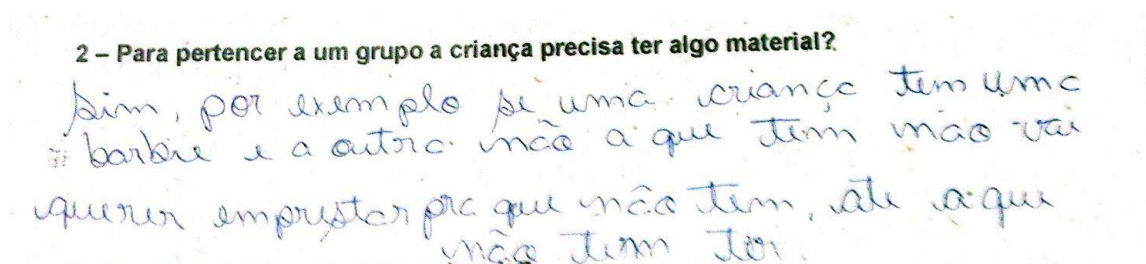 2 – Para pertencer a um grupo a criança precisa ter algo material?
Sim, por exemplo se uma criança tem uma
barbie e a outra não a que tem não vai
querer emprestar pra que não tem, ate a que
não tem ter.